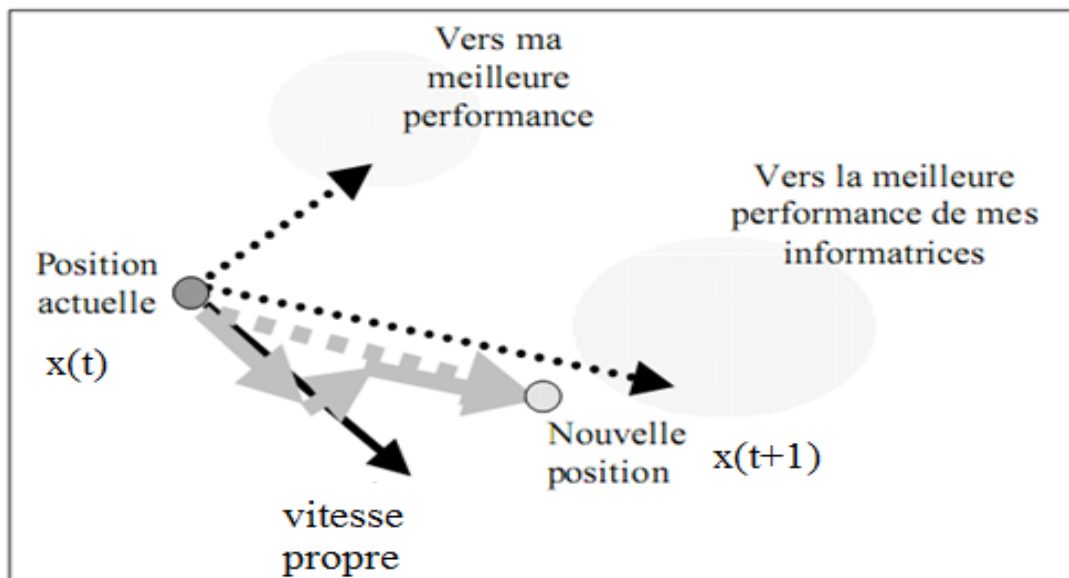 Vers ma
meilleure
performance
Vers la meilleure
performance de mes
informatrices
Position
actuelle
x(t)
Nouvelle
position
x(t+1)
vitesse
propre